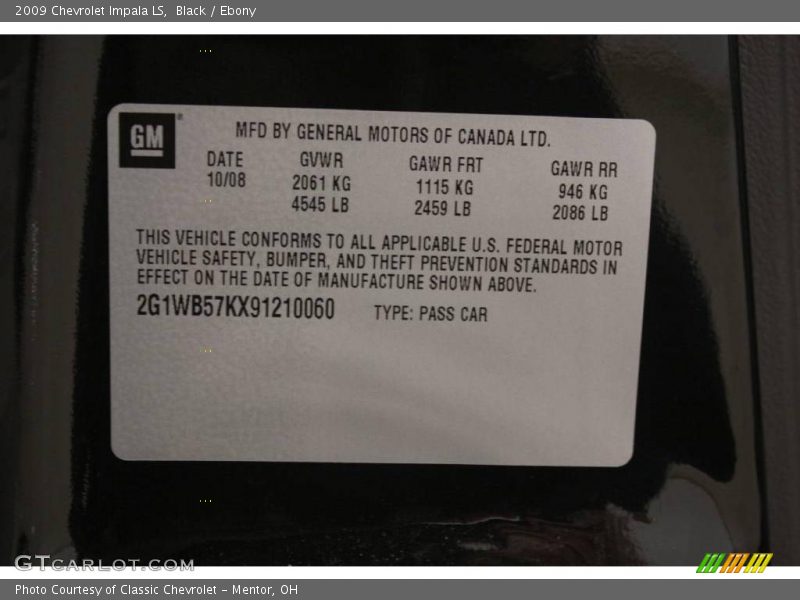 2009 Chevrolet Impala LS,  Black / Ebony
GM
MFD BY GENERAL MOTORS OF CANADA LTD.
DATE GVWR GAWR FRT GAWR RR
10/08 2061 KG 1115 KG 946 KG
4545 LB 2459 LB 2086 LB
THIS VEHICLE CONFORMS TO ALL APPLICABLE U.S. FEDERAL MOTOR
VEHICLE SAFETY, BUMPER, AND THEFT PREVENTION STANDARDS IN
EFFECT ON THE DATE OF MANUFACTURE SHOWN ABOVE.
2G1WB57KX91210060 TYPE: PASS CAR
GTCARLOT.COM
Photo Courtesy of Classic Chevrolet - Mentor, OH